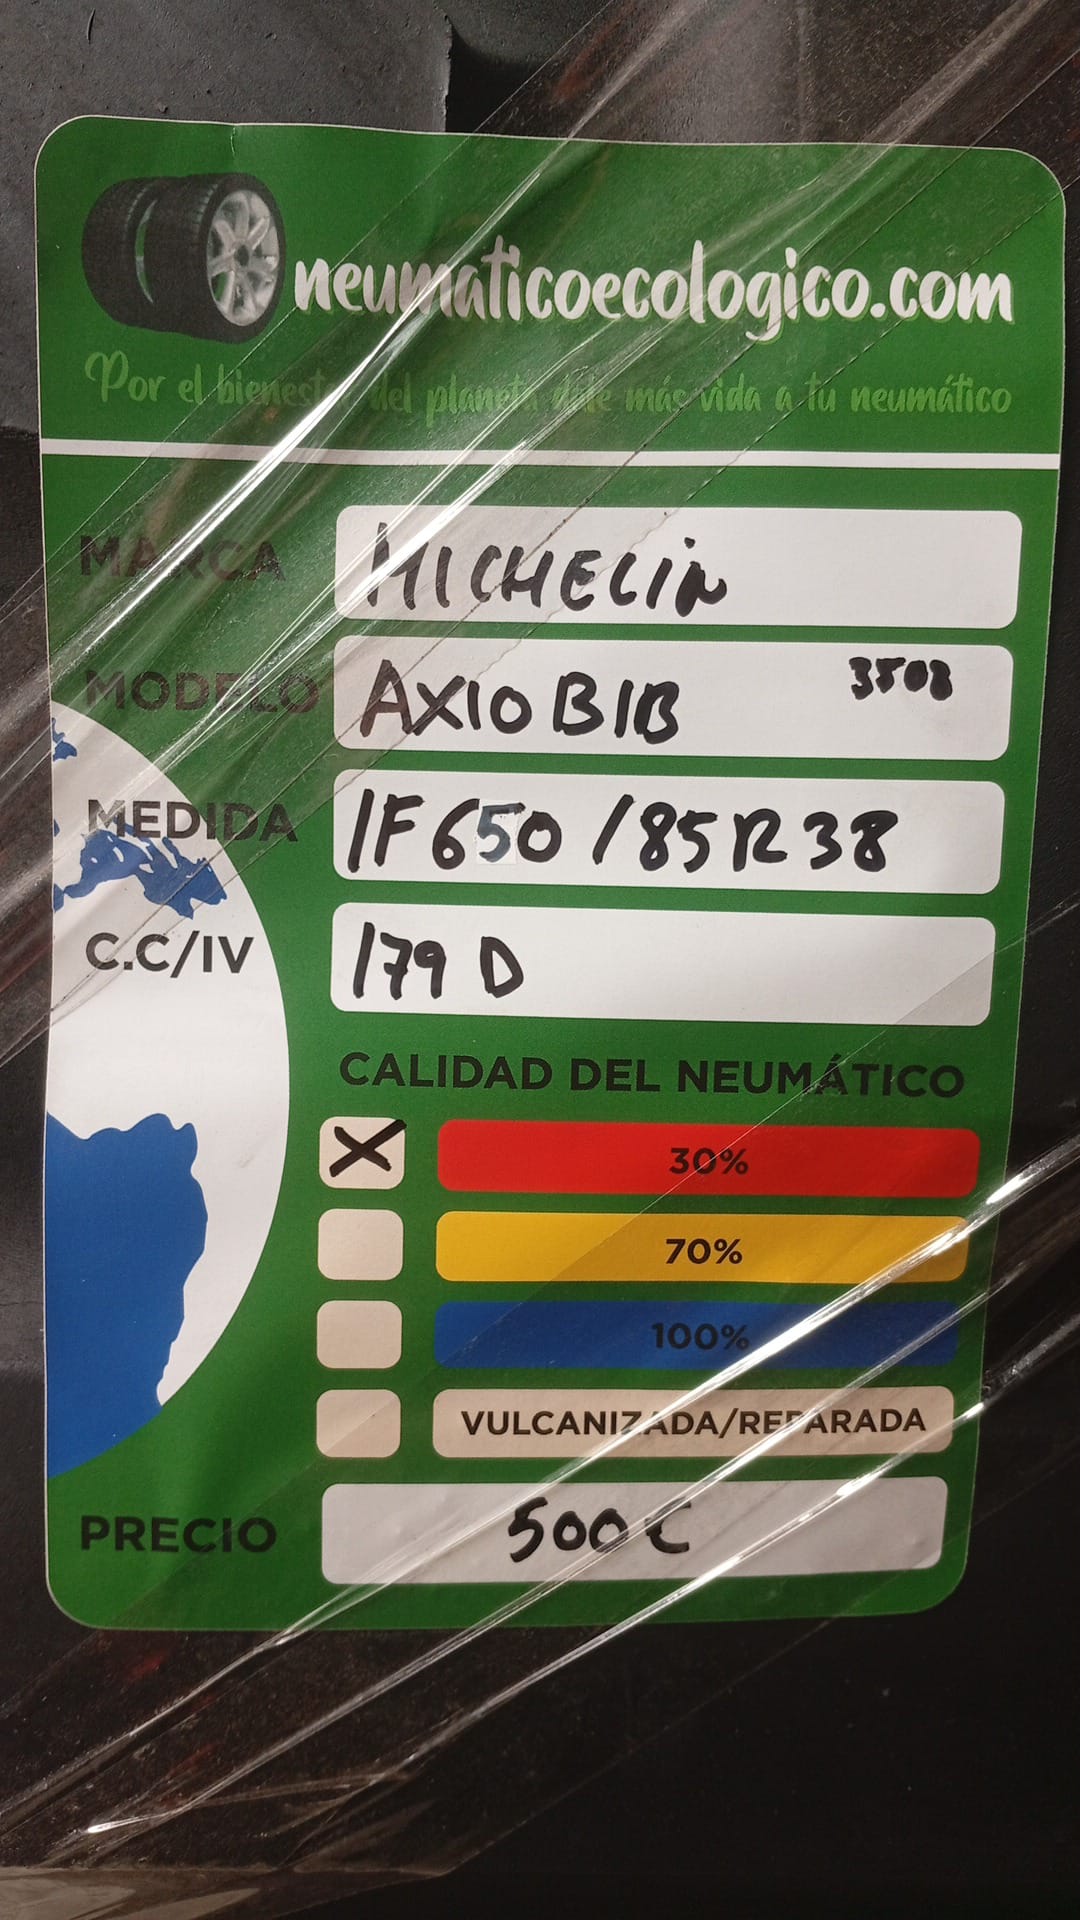 neumaticoecologico.com
Por el bienestar del planeta dale más vida a tu neumático
MARCA MICHELIN
MODELO AXIOBIB 3508
MEDIDA IF650/85R38
C.C/IV 179 D
CALIDAD DEL NEUMÁTICO
X 30%
70%
100%
VULCANIZADA/REPARADA
PRECIO 500€